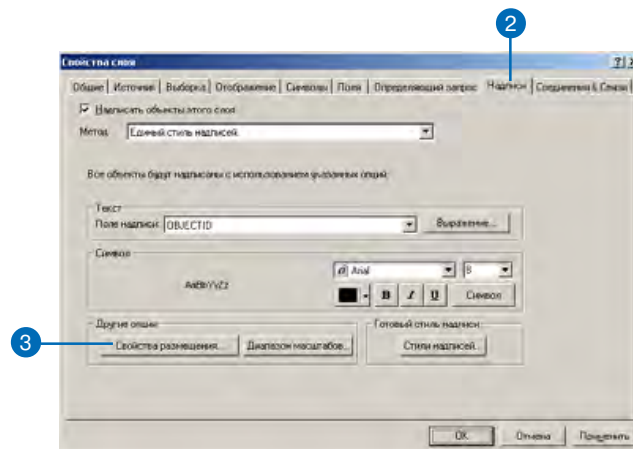 2
Свойства слоя
Общие Источник Выборка Отображение Символы Поля Определяющий запрос Надписи Соединения & Связи
Надписать объекты этого слоя
Метод: Единый стиль надписей.
Все объекты будут надписаны с использованием указанных опций.
Текст
Поле надписи: OBJECTID Выражение...
Символ
AaBbYyZz
Arial 8
B I U Символ
Другие опции Готовый стиль надписи
3 Свойства размещения... Диапазон масштабов... Стили надписей
OK Отмена Применить